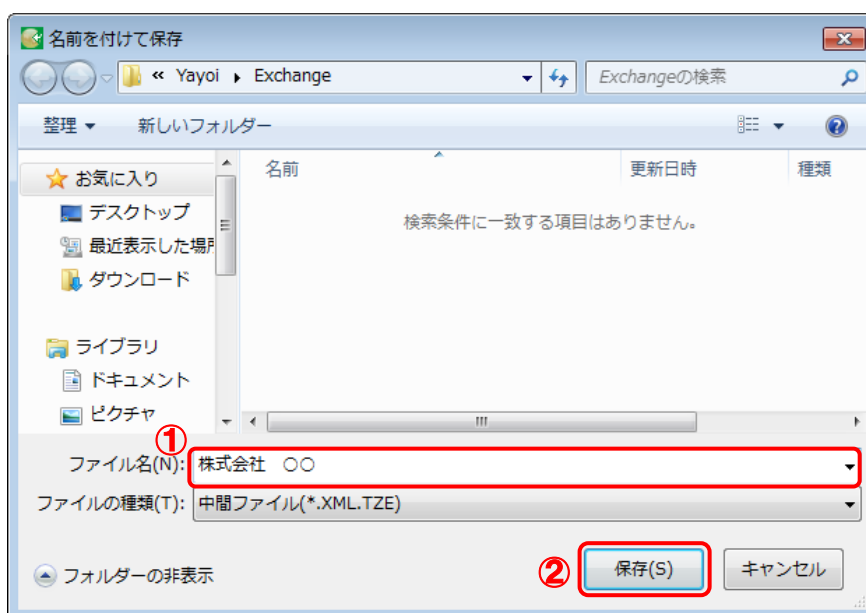 名前を付けて保存
« Yayoi ▸ Exchange
Exchangeの検索
整理 ▼ 新しいフォルダー
お気に入り
デスクトップ
最近表示した場所
ダウンロード
ライブラリ
ドキュメント
ピクチャ
名前 更新日時 種類
検索条件に一致する項目はありません。
①
ファイル名(N): 株式会社　○○
ファイルの種類(T): 中間ファイル(*.XML.TZE)
フォルダーの非表示
② 保存(S) キャンセル